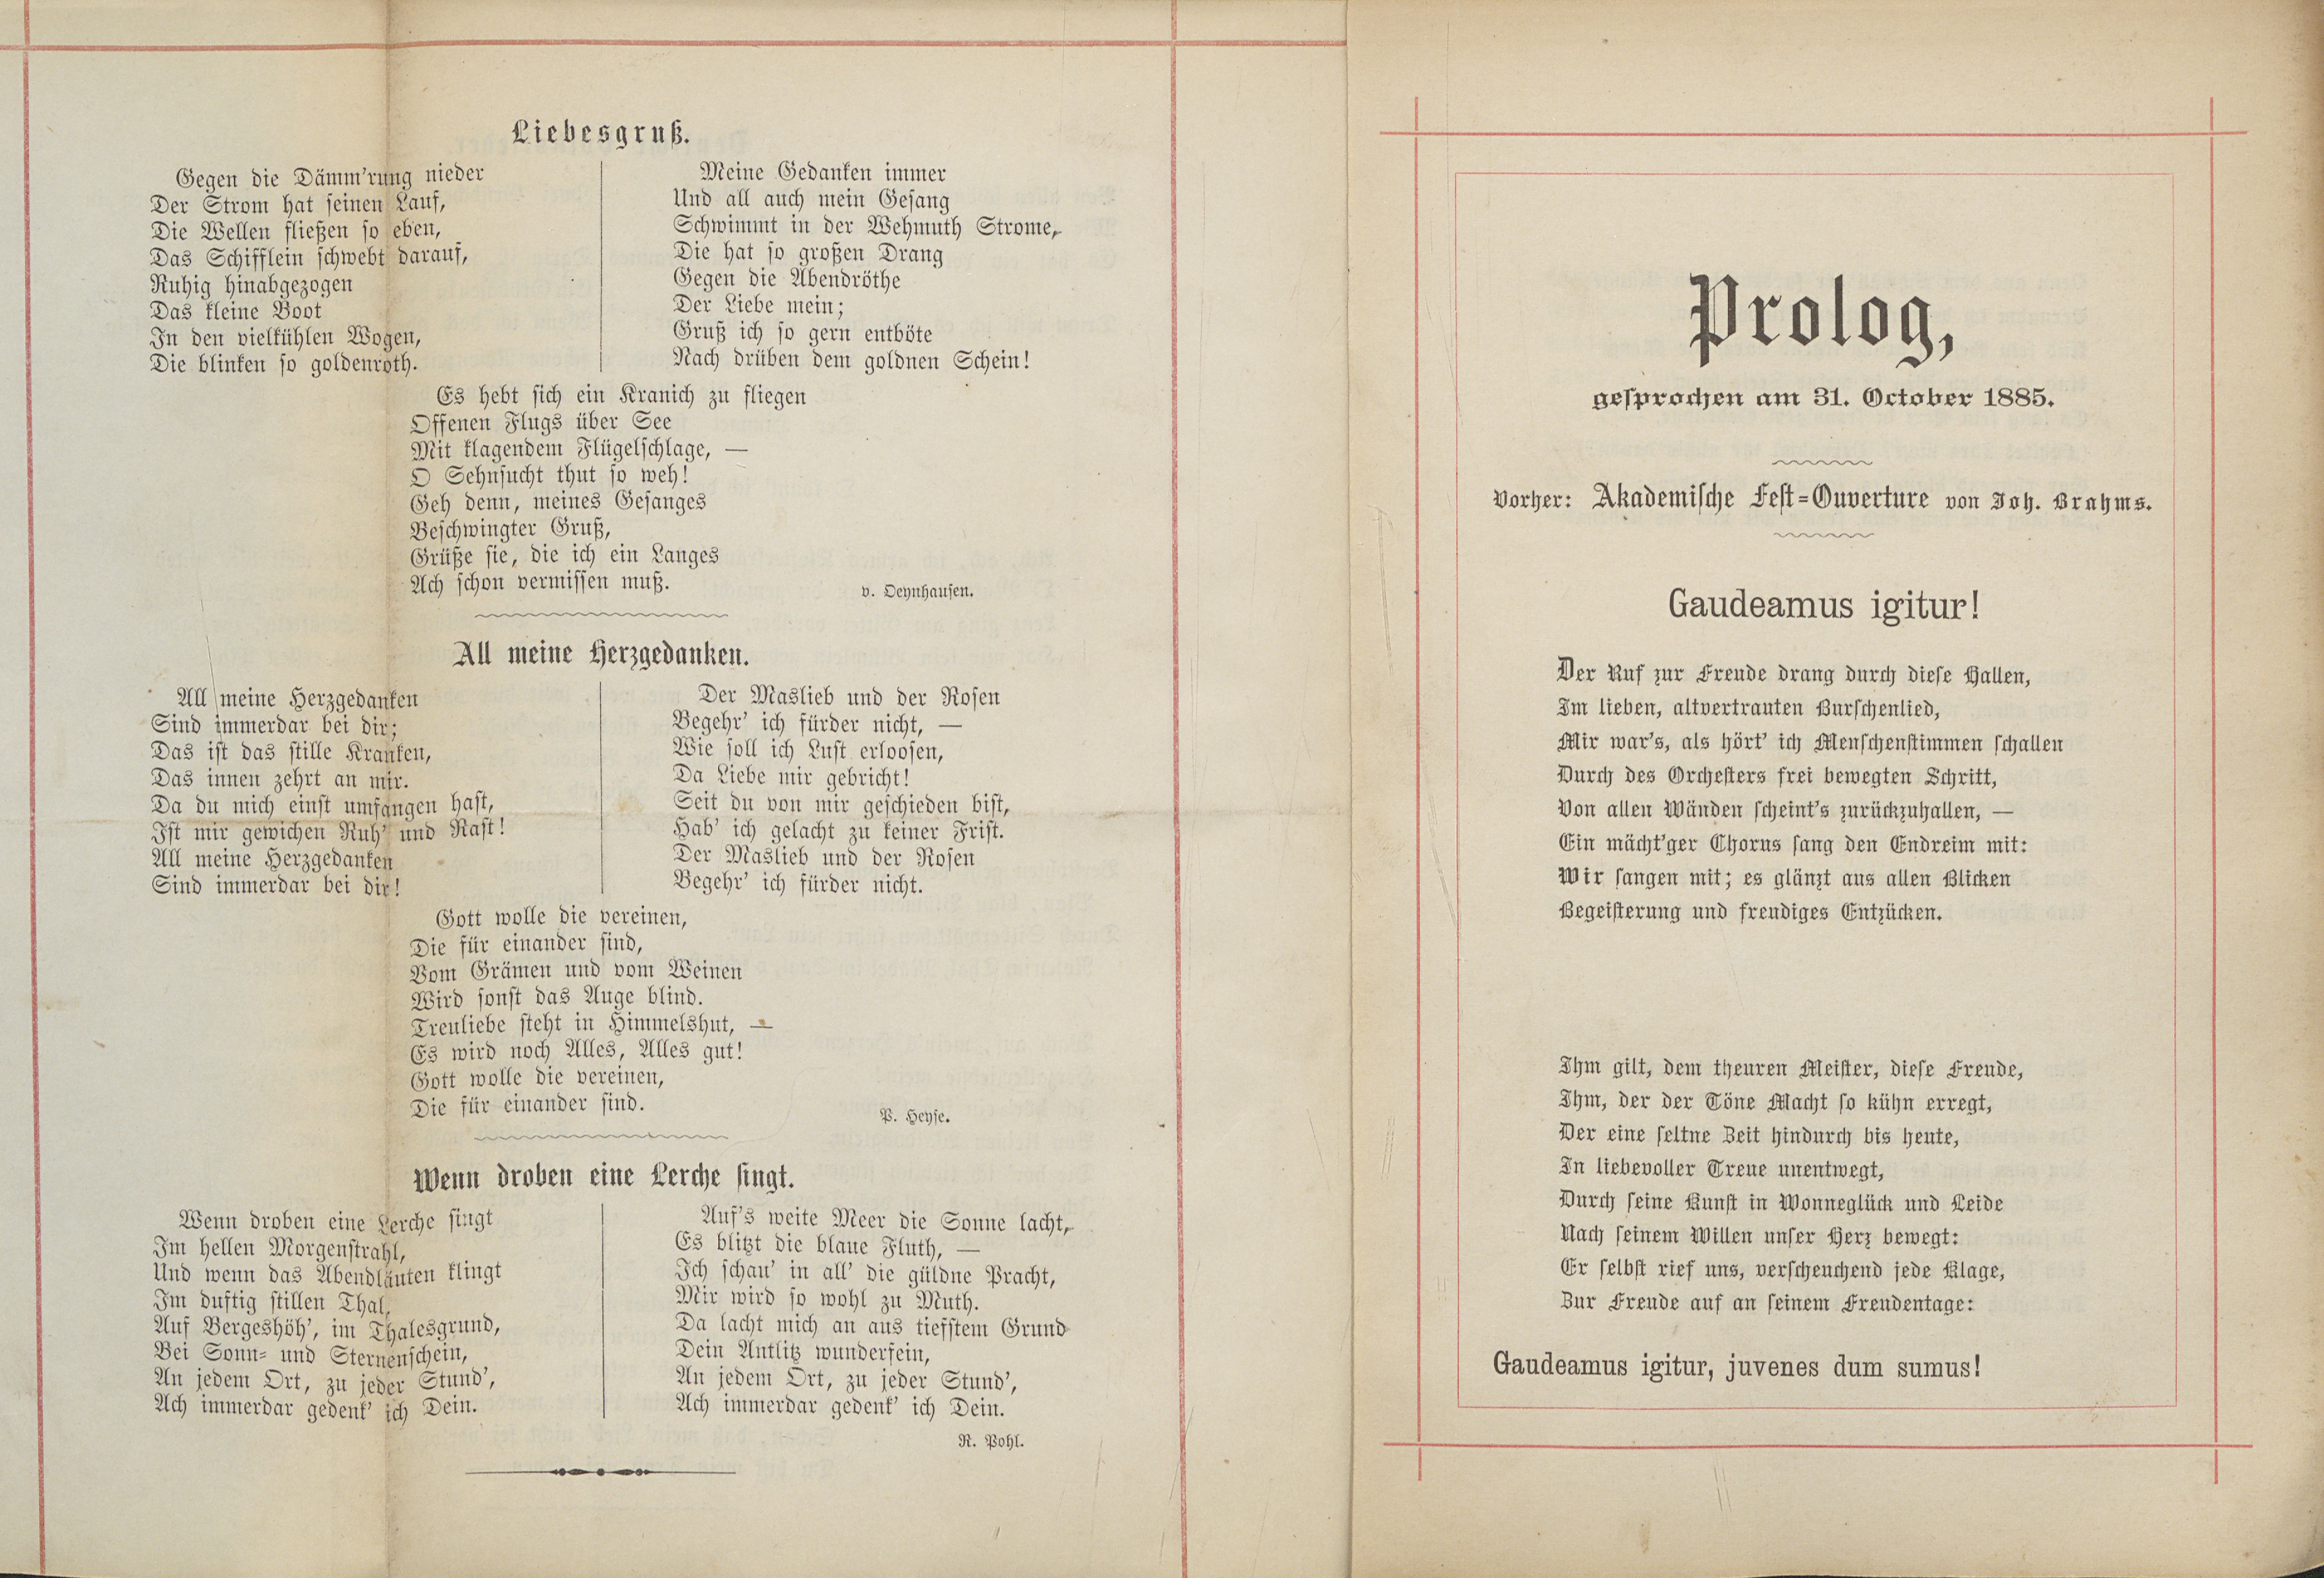 Liebesgruß.
Gegen die Dämm'rung nieder
Der Strom hat seinen Lauf,
Die Wellen fließen so eben,
Das Schifflein schwebt darauf,
Ruhig hinabgezogen
Das kleine Boot
In den vielkühlen Wogen,
Die blinken so goldenroth.
Meine Gedanken immer
Und all auch mein Gesang
Schwimmt in der Wehmuth Strome,
Die hat so großen Drang
Gegen die Abendröthe
Der Liebe mein;
Gruß ich so gern entböte
Nach drüben dem goldnen Schein!
Es hebt sich ein Kranich zu fliegen
Offenen Flugs über See
Mit klagendem Flügelschlage, —
O Sehnsucht thut so weh!
Geh denn, meines Gesanges
Beschwingter Gruß,
Grüße sie, die ich ein Langes
Ach schon vermissen muß.
v. Oeynhausen.
All meine Herzgedanken.
All meine Herzgedanken
Sind immerdar bei dir;
Das ist das stille Kranken,
Das innen zehrt an mir.
Da du mich einst umfangen hast,
Ist mir gewichen Ruh' und Rast!
All meine Herzgedanken
Sind immerdar bei dir!
Der Maslieb und der Rosen
Begehr' ich fürder nicht, —
Wie soll ich Lust erloosen,
Da Liebe mir gebricht!
Seit du von mir geschieden bist,
Hab' ich gelacht zu keiner Frist.
Der Maslieb und der Rosen
Begehr' ich fürder nicht.
Gott wolle die vereinen,
Die für einander sind,
Vom Grämen und vom Weinen
Wird sonst das Auge blind.
Treuliebe steht in Himmelshut, —
Es wird noch Alles, Alles gut!
Gott wolle die vereinen,
Die für einander sind.
P. Heyse.
Wenn droben eine Lerche singt.
Wenn droben eine Lerche singt
Im hellen Morgenstrahl,
Und wenn das Abendläuten klingt
Im duftig stillen Thal,
Auf Bergeshöh', im Thalesgrund,
Bei Sonn- und Sternenschein,
An jedem Ort, zu jeder Stund',
Ach immerdar gedenk' ich Dein.
Auf's weite Meer die Sonne lacht,
Es blitzt die blaue Fluth, —
Ich schau' in all' die güldne Pracht,
Mir wird so wohl zu Muth.
Da lacht mich an aus tiefstem Grund
Dein Antlitz wunderfein,
An jedem Ort, zu jeder Stund',
Ach immerdar gedenk' ich Dein.
R. Pohl.
Prolog,
gesprochen am 31. October 1885.
Vorher: Akademische Fest-Ouverture von Joh. Brahms.
Gaudeamus igitur!
Der Ruf zur Freude drang durch diese Hallen,
Im lieben, altvertrauten Burschenlied,
Mir war's, als hört' ich Menschenstimmen schallen
Durch des Orchesters frei bewegten Schritt,
Von allen Wänden scheint's zurückzuhallen, —
Ein mächt'ger Chorus sang den Endreim mit:
Wir sangen mit; es glänzt aus allen Blicken
Begeisterung und freudiges Entzücken.
Ihm gilt, dem theuren Meister, diese Freude,
Ihm, der der Töne Macht so kühn erregt,
Der eine seltne Zeit hindurch bis heute,
In liebevoller Treue unentwegt,
Durch seine Kunst in Wonneglück und Leide
Nach seinem Willen unser Herz bewegt:
Er selbst rief uns, verscheuchend jede Klage,
Zur Freude auf an seinem Freudentage:
Gaudeamus igitur, juvenes dum sumus!